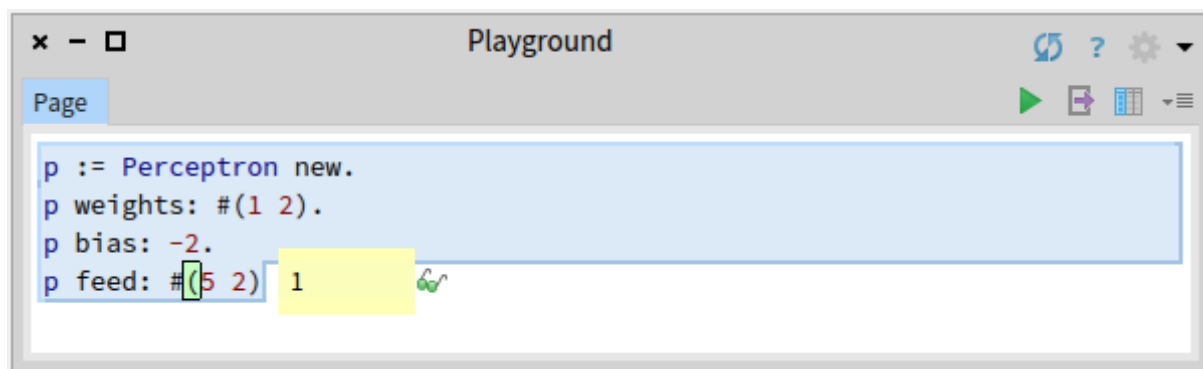 Playground
?
Page
p := Perceptron new.
p weights: #(1 2).
p bias: -2.
p feed: #(5 2) 1